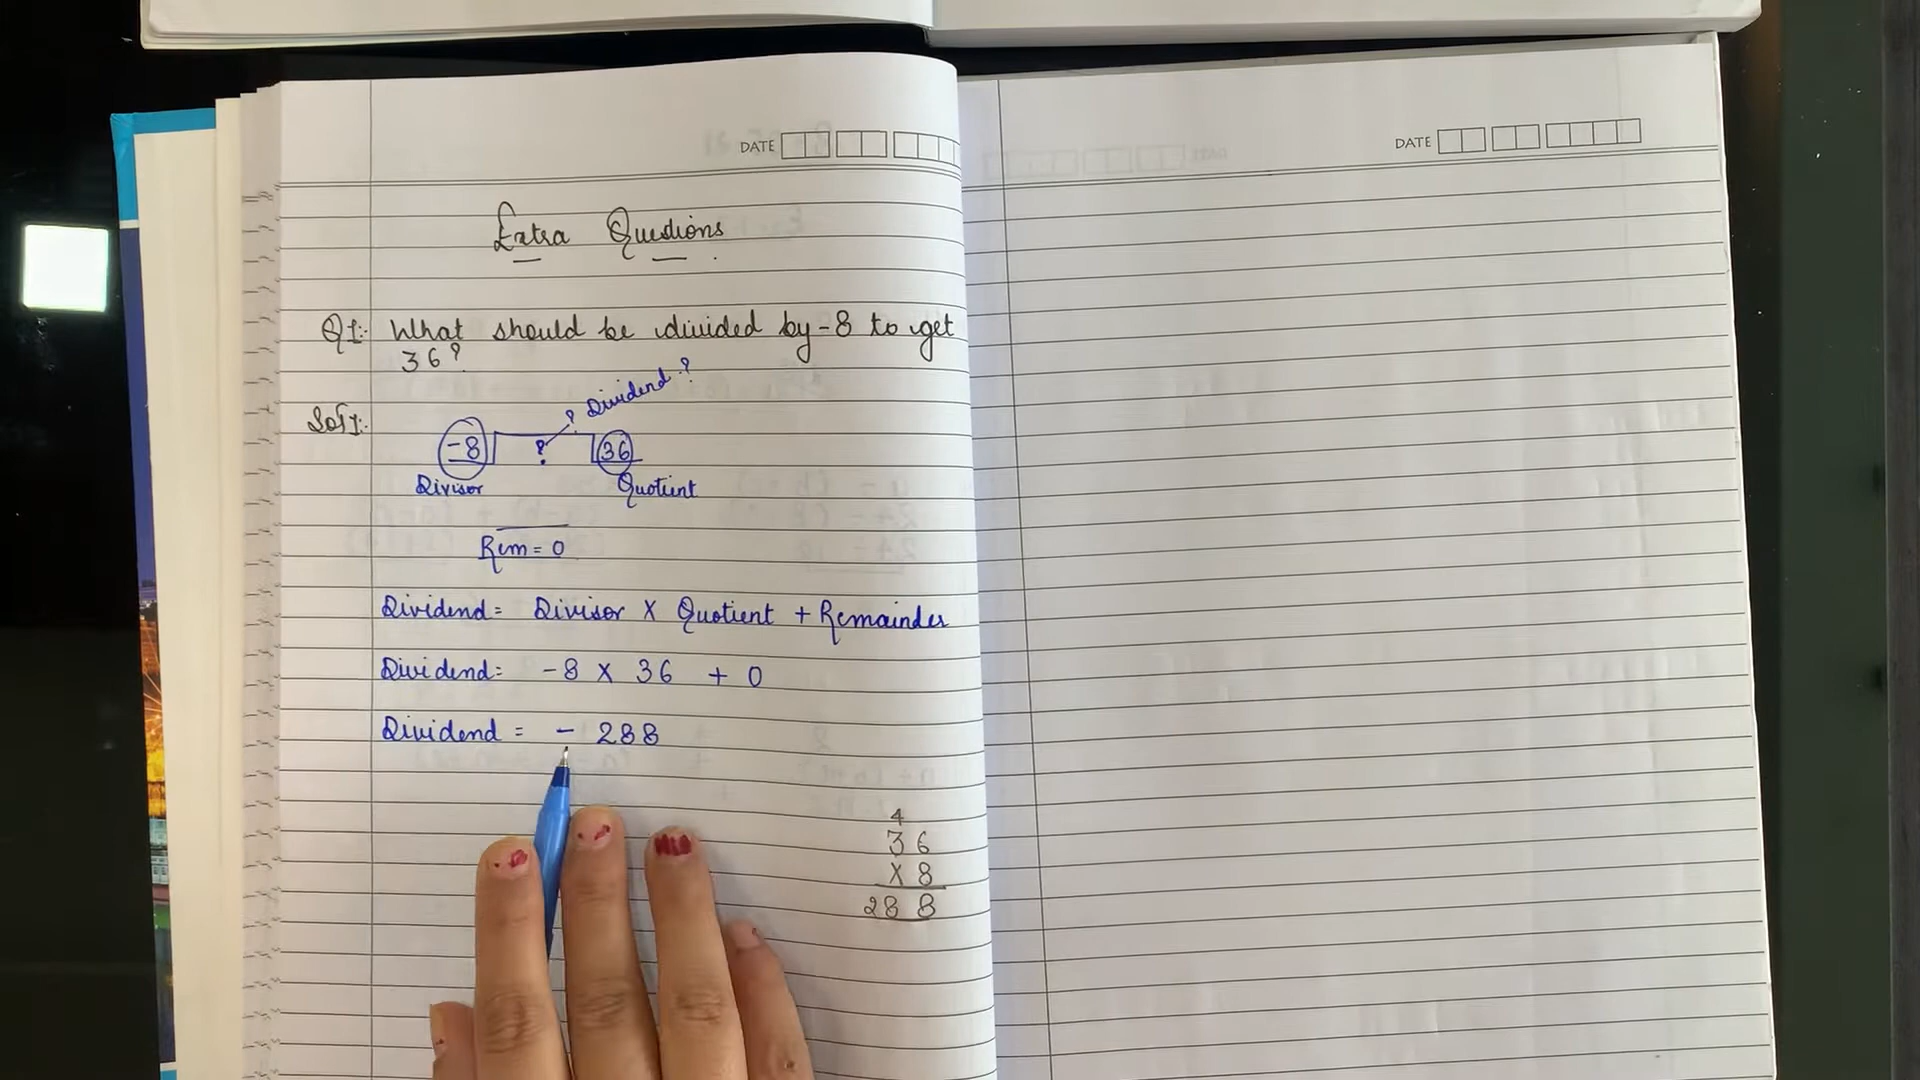 DATE
DATE
Extra Questions
Q1:- What should be divided by -8 to get
36?
Sol1:-
? Dividend?
-8 ? 36
Divisor Quotient
Rem = 0
Dividend = Divisor X Quotient + Remainder
Dividend = -8 X 36 + 0
Dividend = - 288
4
36
X 8
288